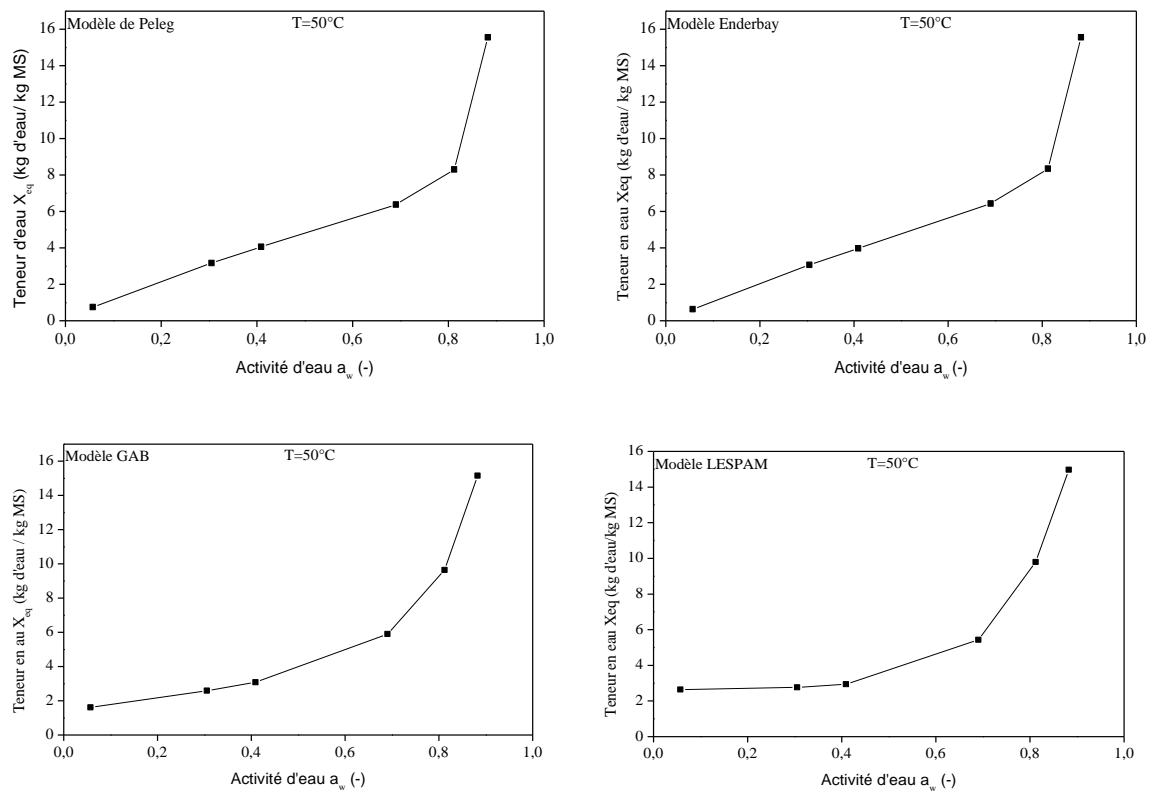 Modèle de Peleg
T=50°C
Teneur d'eau X_eq (kg d'eau/ kg MS)
16
14
12
10
8
6
4
2
0
0,0 0,2 0,4 0,6 0,8 1,0
Activité d'eau a_w (-)
Modèle Enderbay
T=50°C
Teneur en eau Xeq (kg d'eau/ kg MS)
16
14
12
10
8
6
4
2
0
0,0 0,2 0,4 0,6 0,8 1,0
Activité d'eau a_w (-)
Modèle GAB
T=50°C
Teneur en au X_eq (kg d'eau / kg MS)
16
14
12
10
8
6
4
2
0
0,0 0,2 0,4 0,6 0,8 1,0
Activité d'eau a_w (-)
Modèle LESPAM
T=50°C
Teneur en eau Xeq (kg d'eau/kg MS)
16
14
12
10
8
6
4
2
0
0,0 0,2 0,4 0,6 0,8 1,0
Activité d'eau a_w (-)